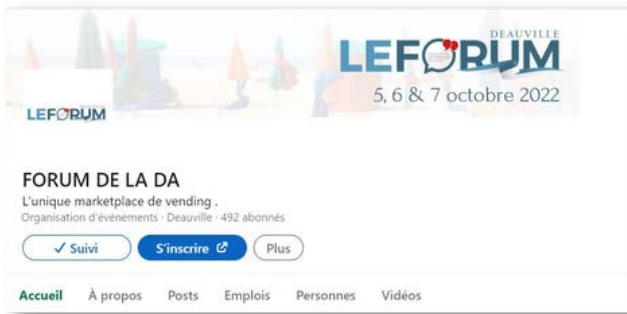 DEAUVILLE
LEFORUM
5, 6 & 7 octobre 2022
LEFORUM
FORUM DE LA DA
L'unique marketplace de vending .
Organisation d'événements · Deauville · 492 abonnés
✓ Suivi S'inscrire Plus
Accueil À propos Posts Emplois Personnes Vidéos